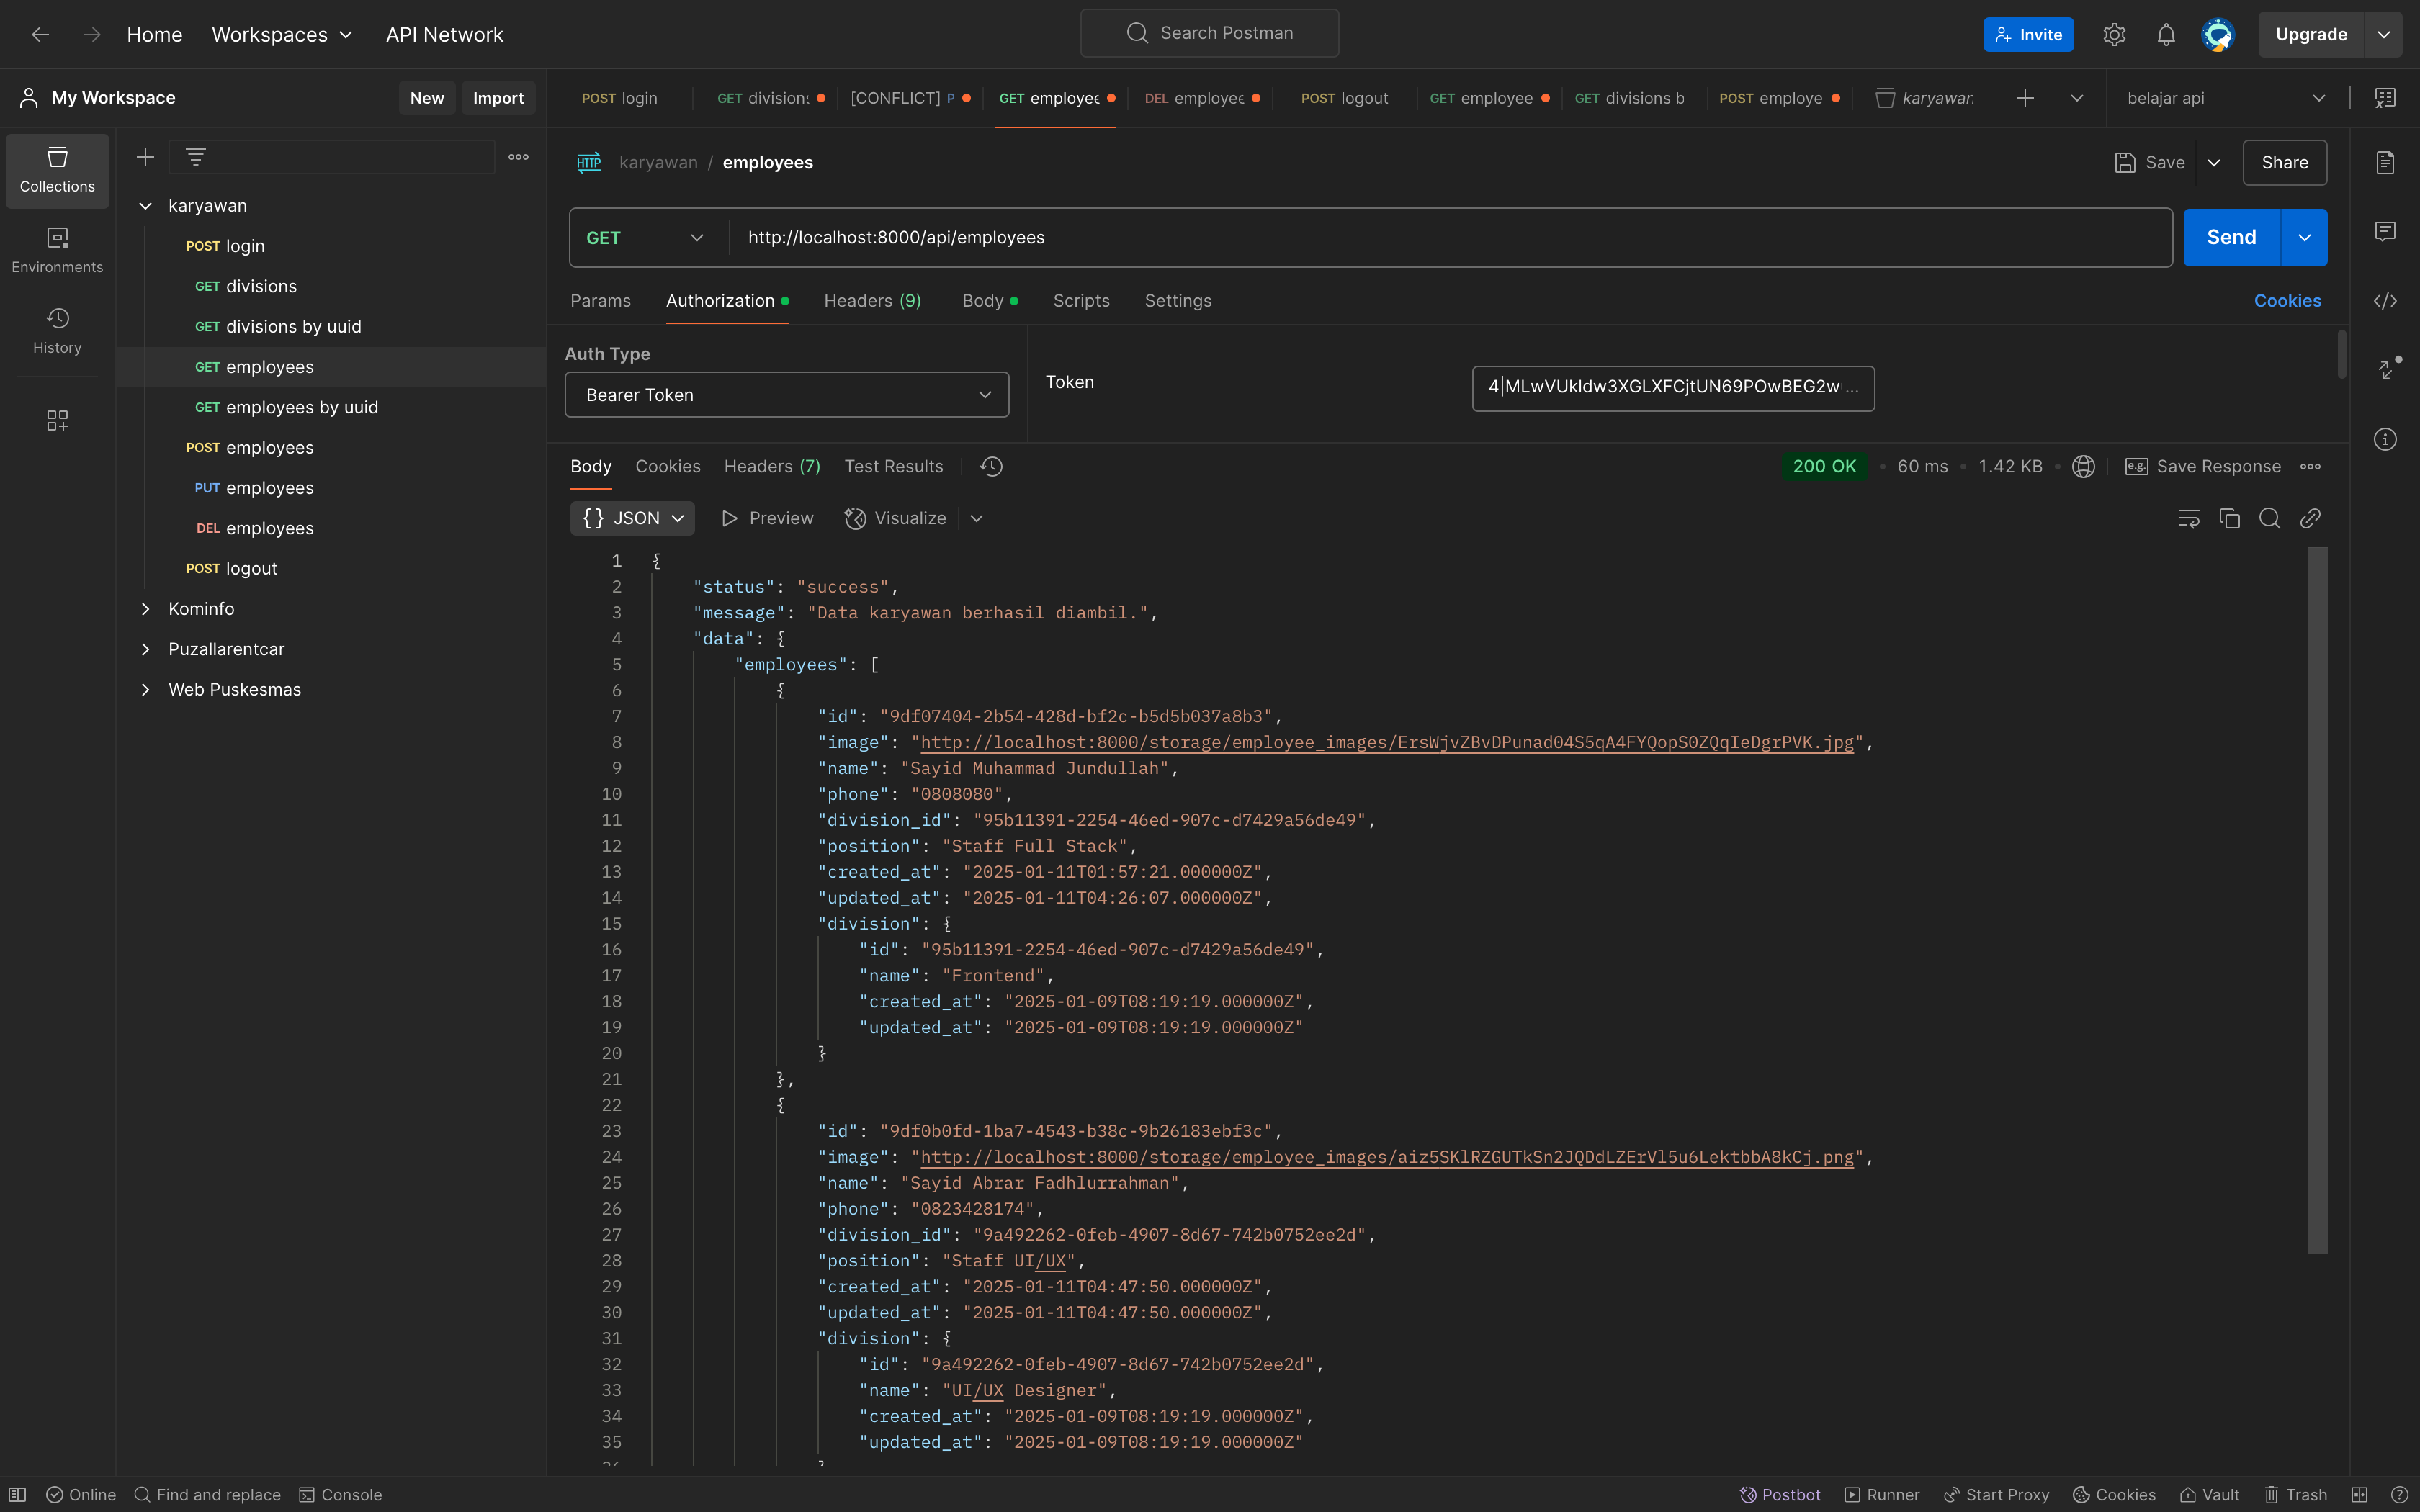 Home Workspaces API Network Search Postman Invite Upgrade
My Workspace New Import
POST login GET divisions [CONFLICT] P GET employee DEL employee POST logout GET employee GET divisions b POST employe karyawan belajar api
Collections
Environments
History
karyawan
POST login
GET divisions
GET divisions by uuid
GET employees
GET employees by uuid
POST employees
PUT employees
DEL employees
POST logout
Kominfo
Puzallarentcar
Web Puskesmas
HTTP karyawan / employees Save Share
GET http://localhost:8000/api/employees Send
Params Authorization Headers (9) Body Scripts Settings Cookies
Auth Type
Bearer Token
Token
Body Cookies Headers (7) Test Results 200 OK • 60 ms • 1.42 KB • e.g. Save Response
{} JSON Preview Visualize
1 {
2 "status": "success",
3 "message": "Data karyawan berhasil diambil.",
4 "data": {
5 "employees": [
6 {
7 "id": "9df07404-2b54-428d-bf2c-b5d5b037a8b3",
8 "image": "http://localhost:8000/storage/employee_images/ErsWjvZBvDPunad04S5qA4FYQopS0ZQqIeDgrPVK.jpg",
9 "name": "Sayid Muhammad Jundullah",
10 "phone": "0808080",
11 "division_id": "95b11391-2254-46ed-907c-d7429a56de49",
12 "position": "Staff Full Stack",
13 "created_at": "2025-01-11T01:57:21.000000Z",
14 "updated_at": "2025-01-11T04:26:07.000000Z",
15 "division": {
16 "id": "95b11391-2254-46ed-907c-d7429a56de49",
17 "name": "Frontend",
18 "created_at": "2025-01-09T08:19:19.000000Z",
19 "updated_at": "2025-01-09T08:19:19.000000Z"
20 }
21 },
22 {
23 "id": "9df0b0fd-1ba7-4543-b38c-9b26183ebf3c",
24 "image": "http://localhost:8000/storage/employee_images/aiz5SKlRZGUTkSn2JQDdLZErVl5u6LektbbA8kCj.png",
25 "name": "Sayid Abrar Fadhlurrahman",
26 "phone": "0823428174",
27 "division_id": "9a492262-0feb-4907-8d67-742b0752ee2d",
28 "position": "Staff UI/UX",
29 "created_at": "2025-01-11T04:47:50.000000Z",
30 "updated_at": "2025-01-11T04:47:50.000000Z",
31 "division": {
32 "id": "9a492262-0feb-4907-8d67-742b0752ee2d",
33 "name": "UI/UX Designer",
34 "created_at": "2025-01-09T08:19:19.000000Z",
35 "updated_at": "2025-01-09T08:19:19.000000Z"
Online Find and replace Console Postbot Runner Start Proxy Cookies Vault Trash